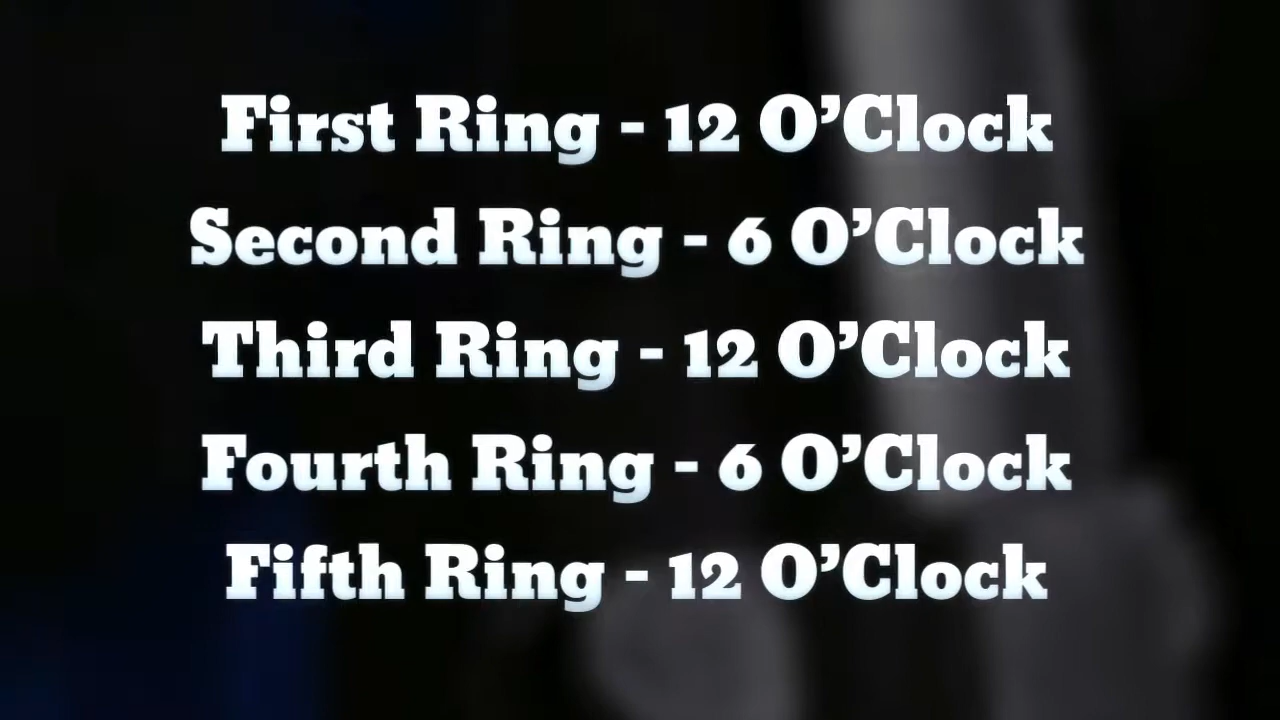 First Ring - 12 O’Clock
Second Ring - 6 O’Clock
Third Ring - 12 O’Clock
Fourth Ring - 6 O’Clock
Fifth Ring - 12 O’Clock